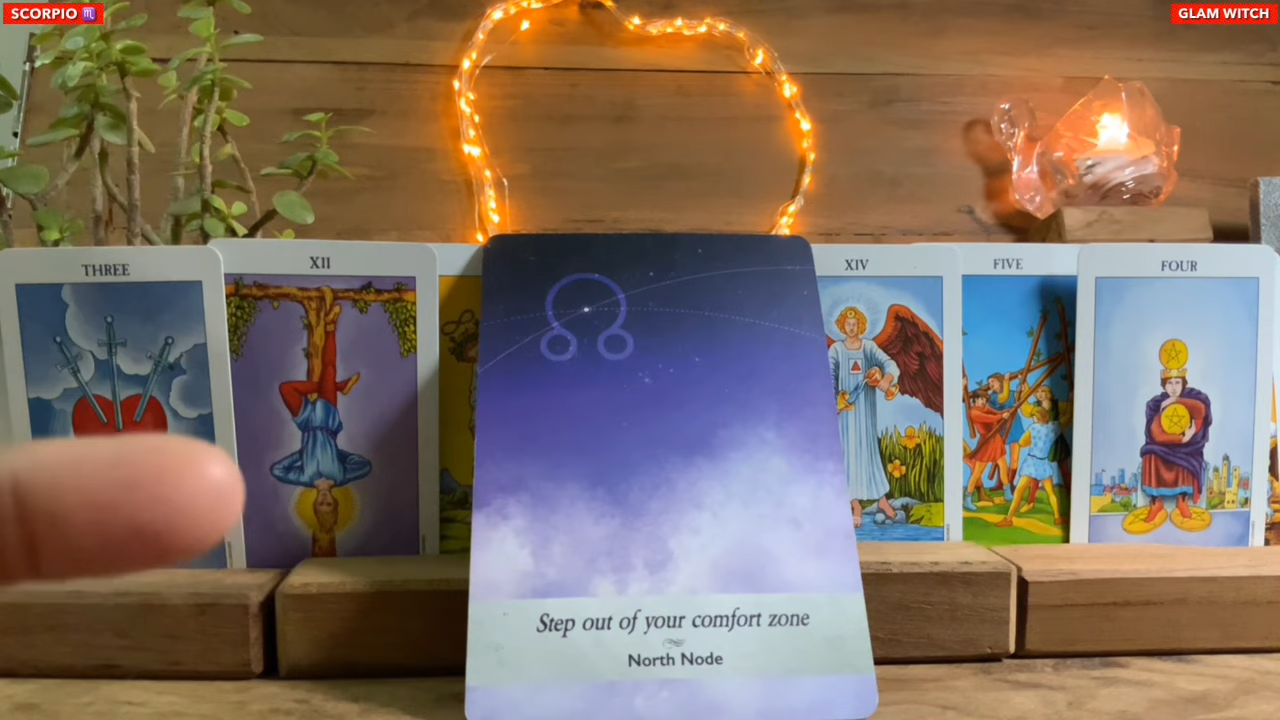 SCORPIO ♏
GLAM WITCH
THREE
XII
XIV
FIVE
FOUR
Step out of your comfort zone
North Node